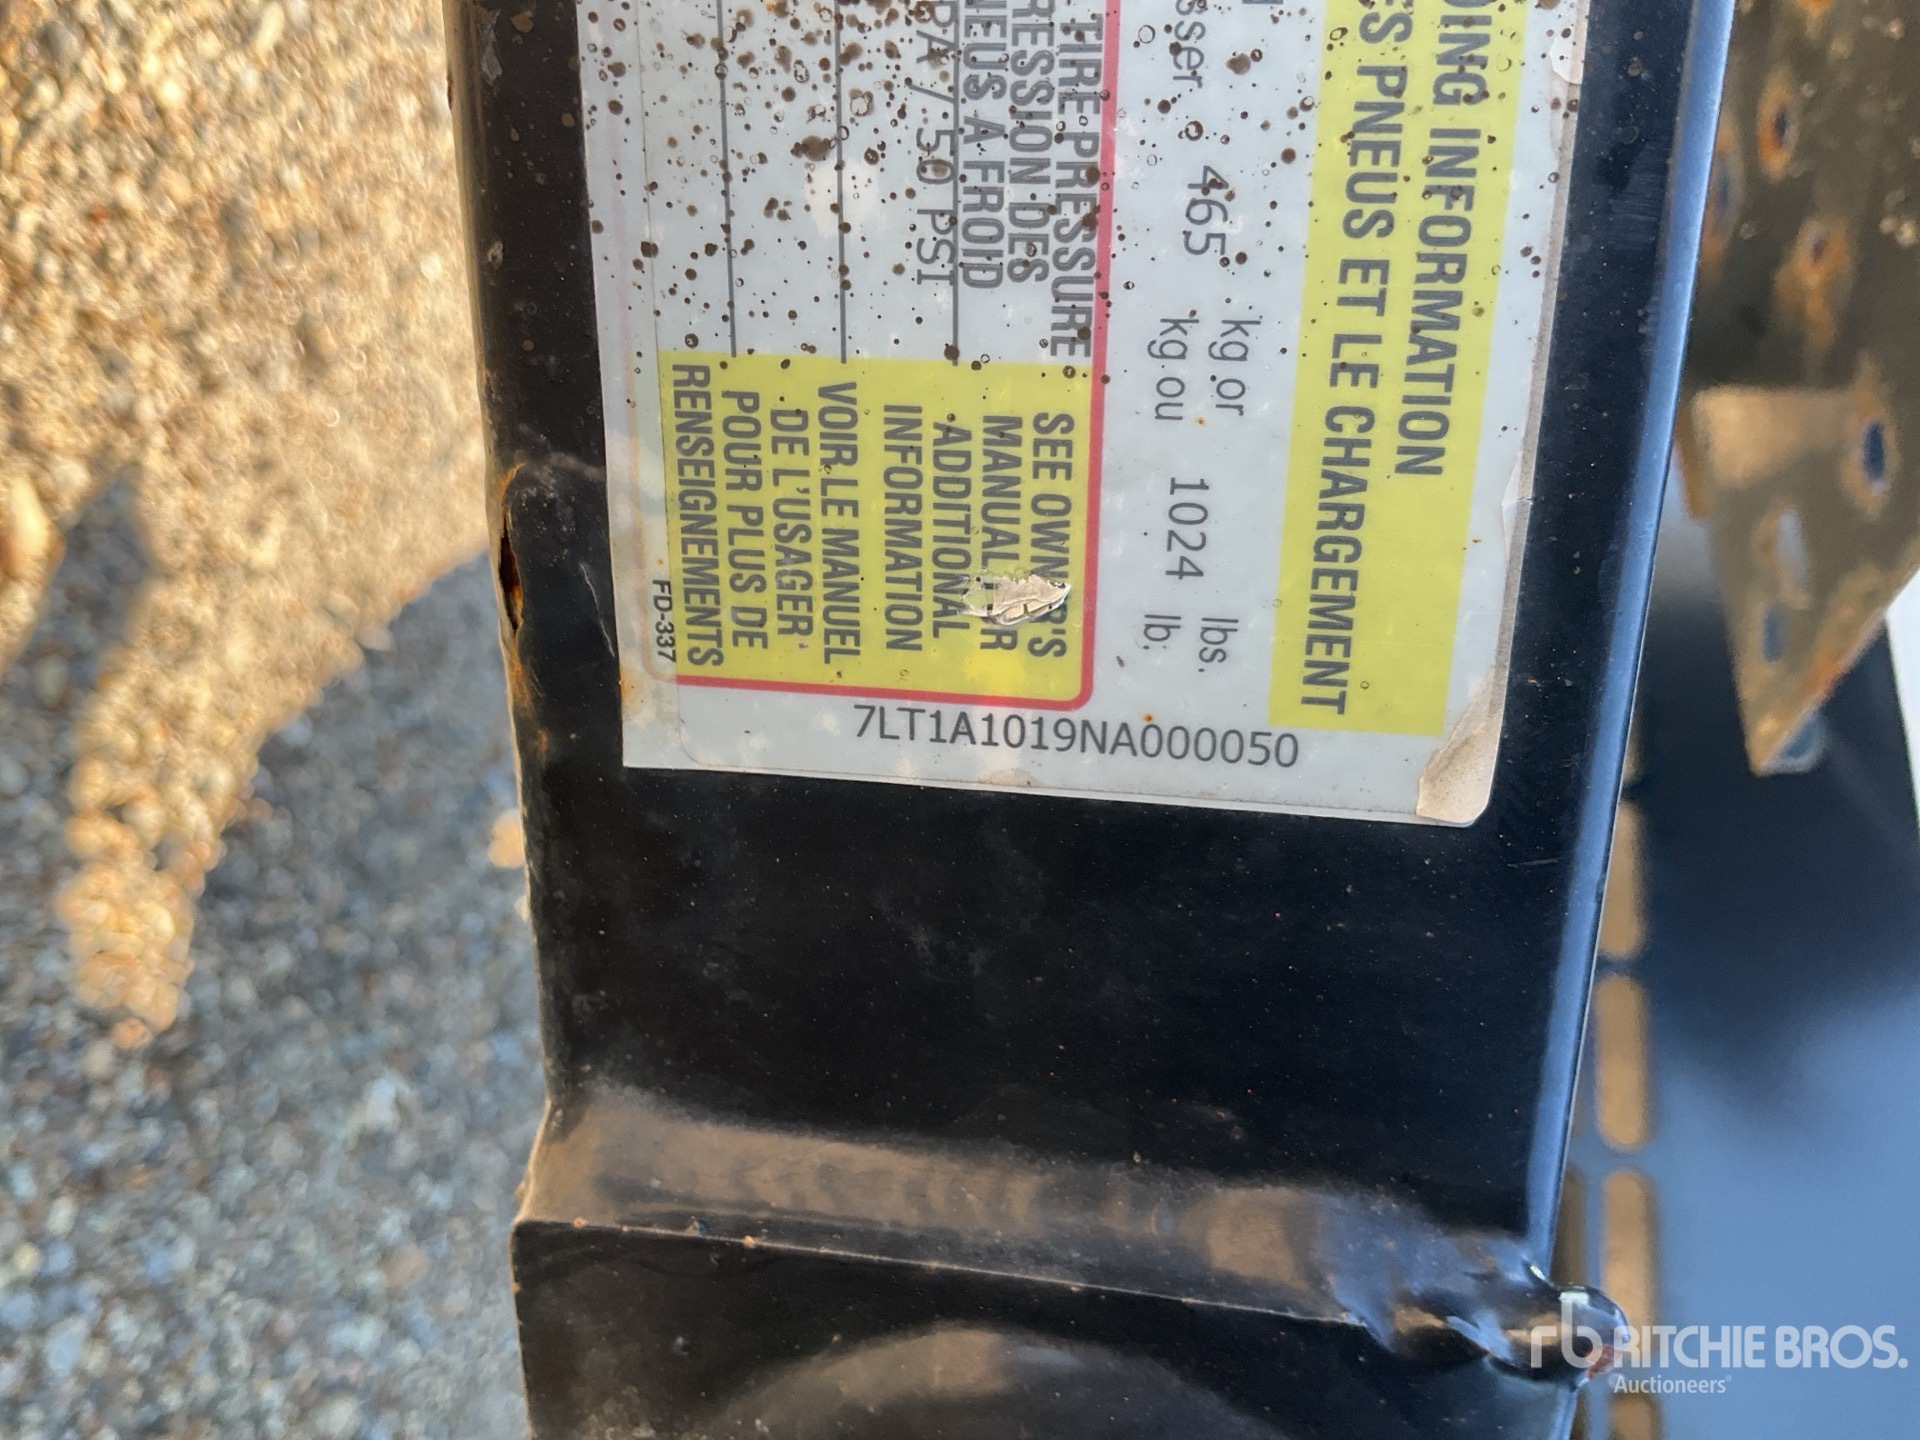 DING INFORMATION
ES PNEUS ET LE CHARGEMENT
465 kg or 1024 lbs.
sser kg ou lb.
TIRE PRESSURE
RESSION DES
NEUS A FROID
PA / 50 PSI
SEE OWNER'S
MANUAL
ADDITIONAL
INFORMATION
VOIR LE MANUEL
DE L'USAGER
POUR PLUS DE
RENSEIGNEMENTS
FD-337
7LT1A1019NA000050
rb RITCHIE BROS.
Auctioneers